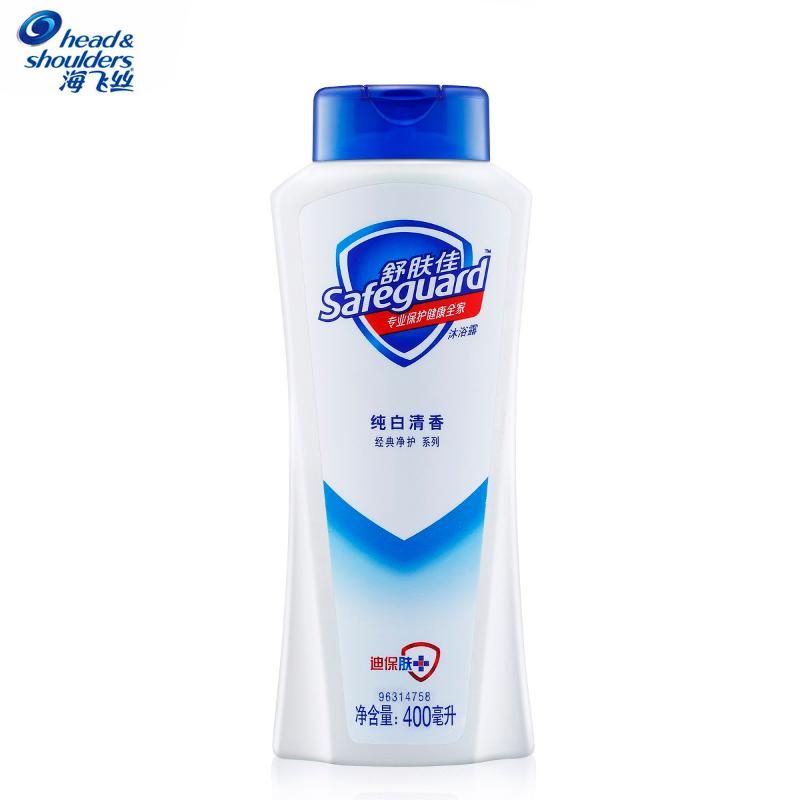 head&
shoulders
海飞丝
舒肤佳
Safeguard™
专业保护健康全家
沐浴露
纯白清香
经典净护 系列
迪保肤
96314758
净含量：400毫升